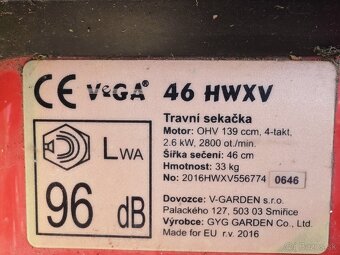 CE VeGA® 46 HWXV
Travní sekačka
Motor: OHV 139 ccm, 4-takt,
2.6 kW, 2800 ot./min.
Šířka sečení: 46 cm
Hmotnost: 33 kg
No: 2016HWXV556774 0646
LWA
96 dB
Dovozce: V-GARDEN s.r.o.
Palackého 127, 503 03 Smiřice
Manufactor: GYG GARDEN Co., Ltd.
Made for EU r.v. 2016